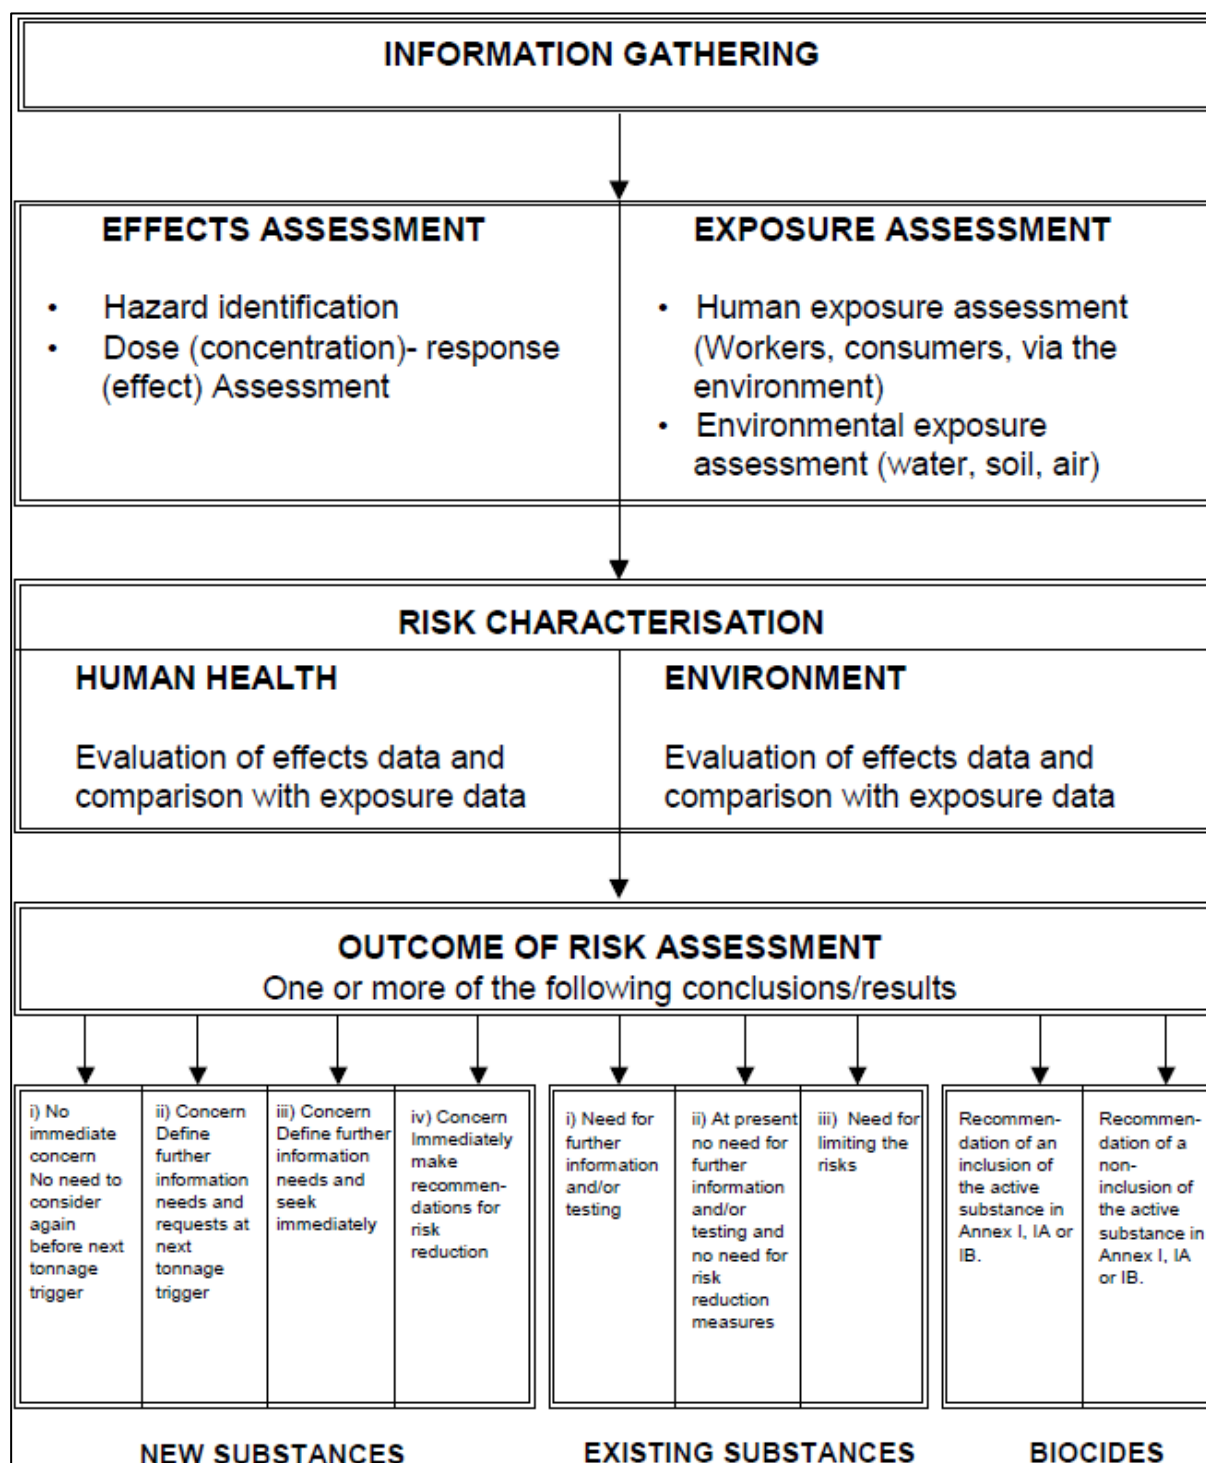 INFORMATION GATHERING
EFFECTS ASSESSMENT
• Hazard identification
• Dose (concentration)- response
(effect) Assessment
EXPOSURE ASSESSMENT
• Human exposure assessment
(Workers, consumers, via the
environment)
• Environmental exposure
assessment (water, soil, air)
RISK CHARACTERISATION
HUMAN HEALTH
Evaluation of effects data and
comparison with exposure data
ENVIRONMENT
Evaluation of effects data and
comparison with exposure data
OUTCOME OF RISK ASSESSMENT
One or more of the following conclusions/results
i) No
immediate
concern
No need to
consider
again
before next
tonnage
trigger
ii) Concern
Define
further
information
needs and
requests at
next
tonnage
trigger
iii) Concern
Define further
information
needs and
seek
immediately
iv) Concern
Immediately
make
recommen-
dations for
risk
reduction
i) Need for
further
information
and/or
testing
ii) At present
no need for
further
information
and/or
testing and
no need for
risk
reduction
measures
iii) Need for
limiting the
risks
Recommen-
dation of an
inclusion of
the active
substance in
Annex I, IA or
IB.
Recommen-
dation of a
non-
inclusion of
the active
substance in
Annex I, IA
or IB.
NEW SUBSTANCES
EXISTING SUBSTANCES
BIOCIDES